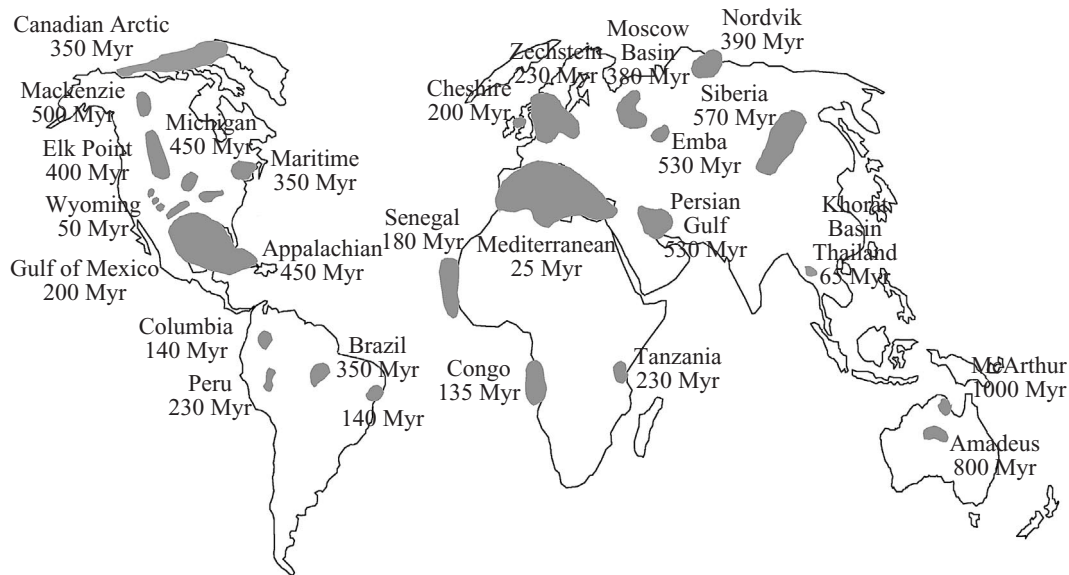 Canadian Arctic
350 Myr
Mackenzie
500 Myr
Michigan
450 Myr
Elk Point
400 Myr
Maritime
350 Myr
Wyoming
50 Myr
Appalachian
450 Myr
Gulf of Mexico
200 Myr
Columbia
140 Myr
Peru
230 Myr
Brazil
350 Myr
140 Myr
Nordvik
390 Myr
Moscow
Basin
380 Myr
Zechstein
230 Myr
Cheshire
200 Myr
Siberia
570 Myr
Emba
530 Myr
Senegal
180 Myr
Mediterranean
25 Myr
Persian
Gulf
530 Myr
Khorat
Basin
Thailand
65 Myr
Congo
135 Myr
Tanzania
230 Myr
McArthur
1000 Myr
Amadeus
800 Myr